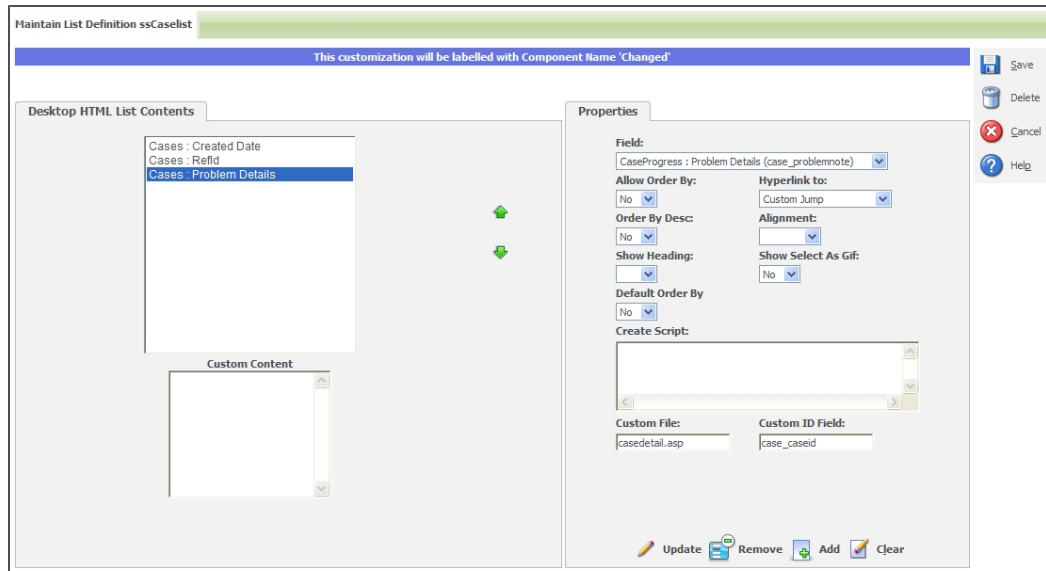 Maintain List Definition ssCaselist
This customization will be labelled with Component Name 'Changed'
Save
Delete
Cancel
Help
Desktop HTML List Contents
Cases : Created Date
Cases : RefId
Cases : Problem Details
Custom Content
Properties
Field:
CaseProgress : Problem Details (case_problemnote)
Allow Order By: Hyperlink to:
No Custom Jump
Order By Desc: Alignment:
No
Show Heading: Show Select As Gif:
No
Default Order By
No
Create Script:
Custom File: Custom ID Field:
casedetail.asp case_caseid
Update Remove Add Clear